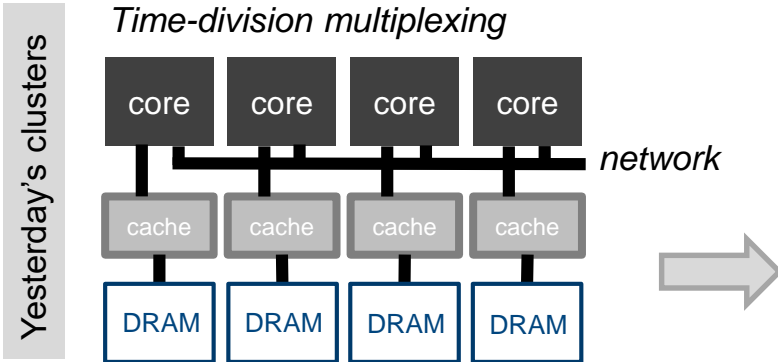 Yesterday's clusters
Time-division multiplexing
core core core core
network
cache cache cache cache
DRAM DRAM DRAM DRAM